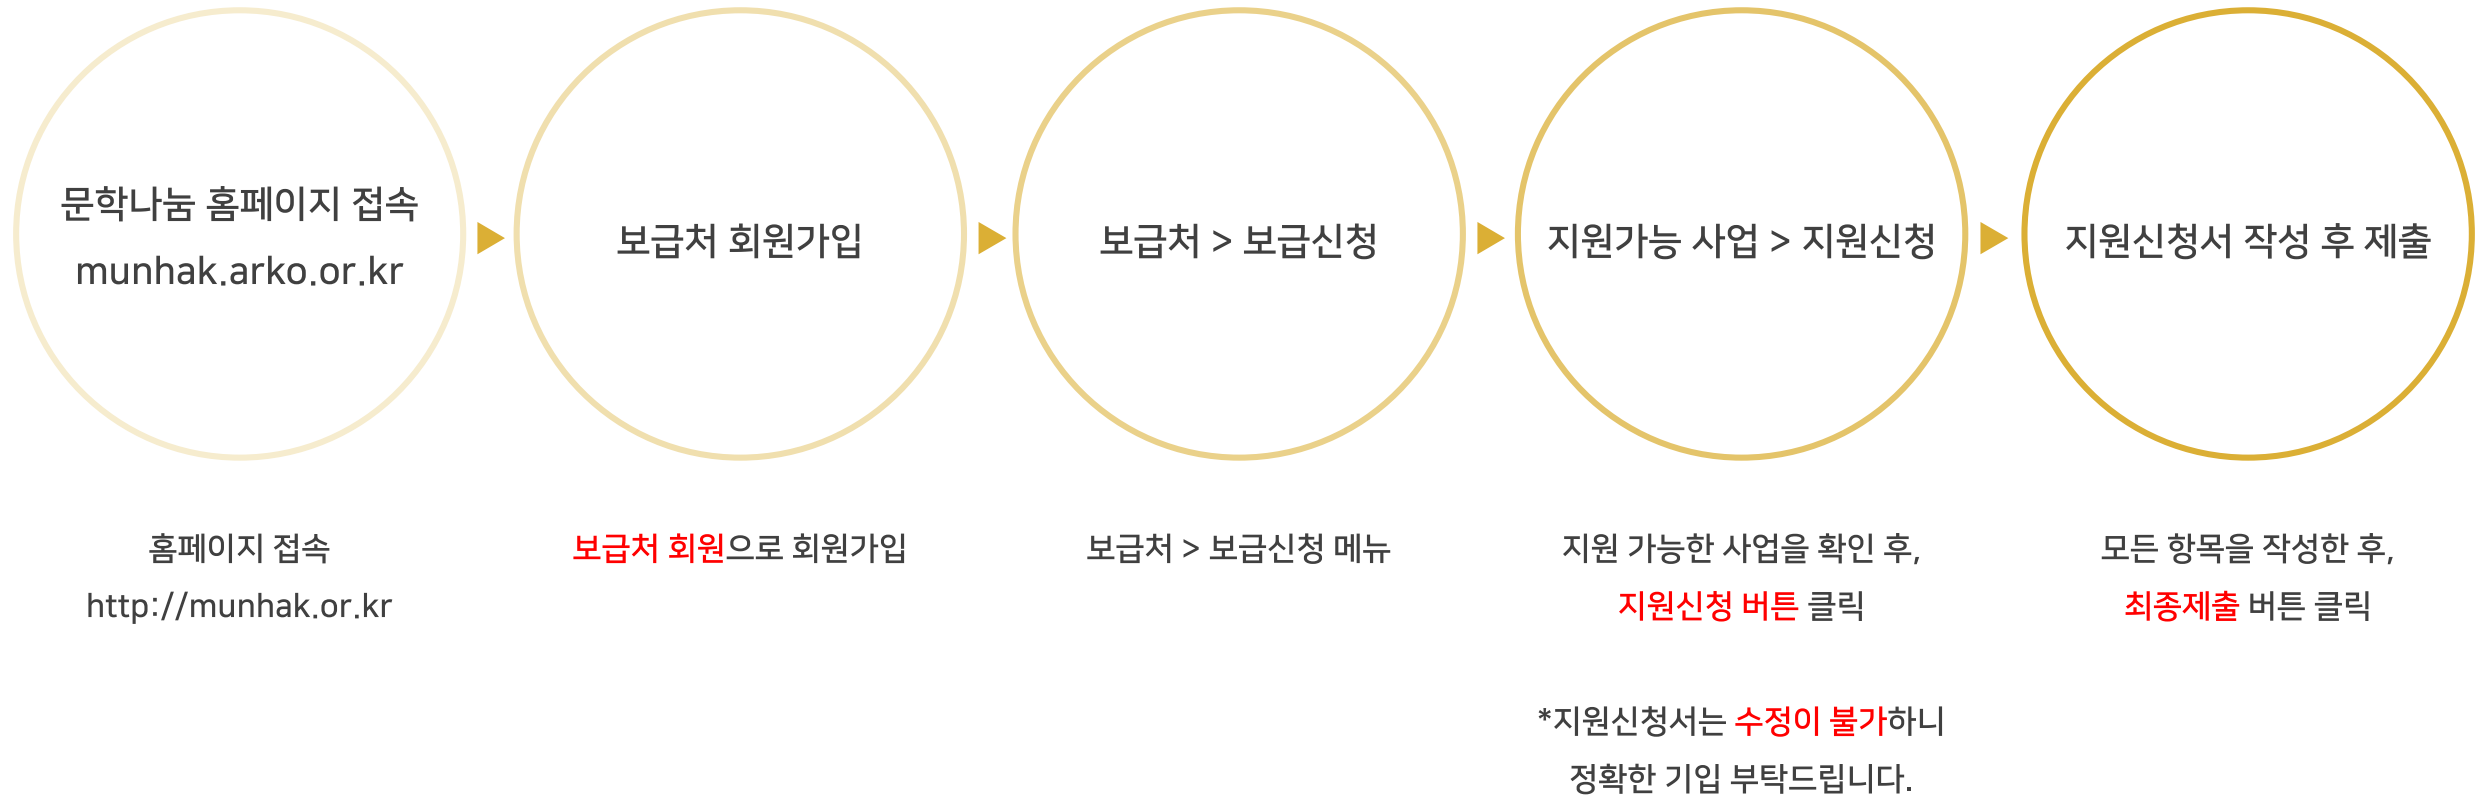 문학나눔 홈페이지 접속
munhak.arko.or.kr
보급처 회원가입
보급처 > 보급신청
지원가능 사업 > 지원신청
지원신청서 작성 후 제출
홈페이지 접속
http://munhak.or.kr
보급처 회원으로 회원가입
보급처 > 보급신청 메뉴
지원 가능한 사업을 확인 후,
지원신청 버튼 클릭
*지원신청서는 수정이 불가하니
정확한 기입 부탁드립니다.
모든 항목을 작성한 후,
최종제출 버튼 클릭